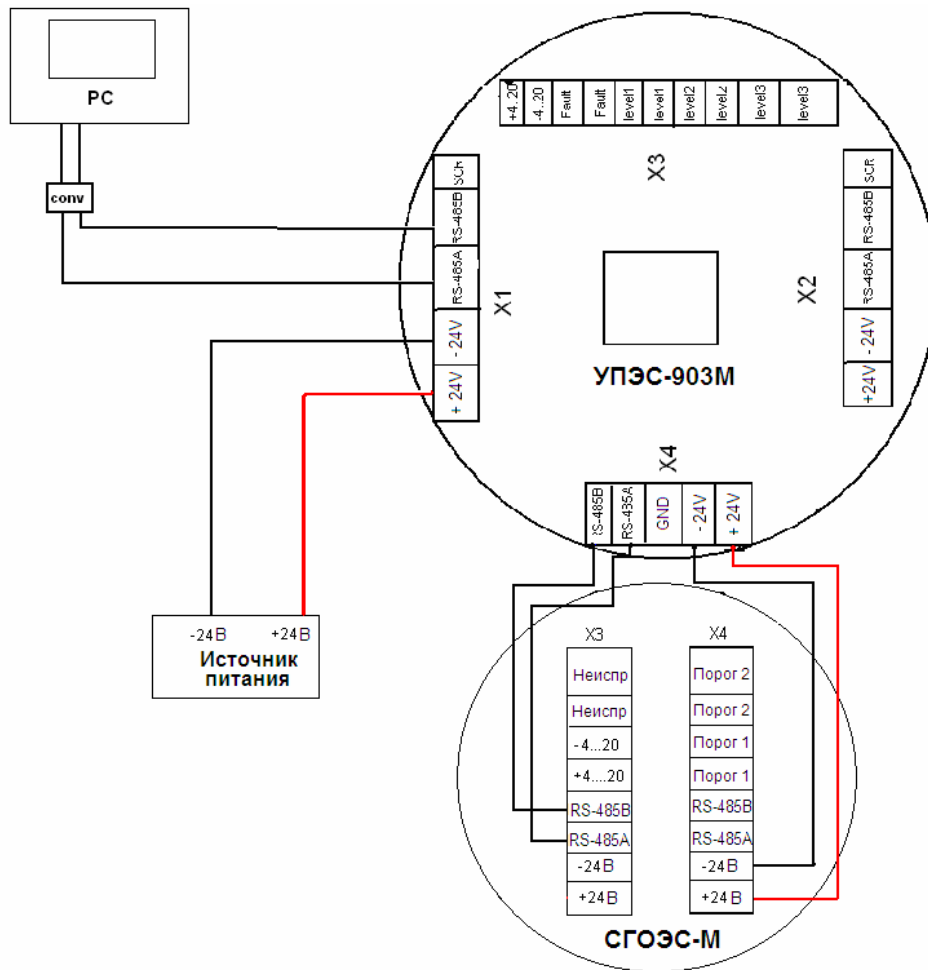 PC
conv
+4..20
-4...20
Fault
Fault
level1
level1
level2
level2
level3
level3
X3
SCR
RS-485B
RS-485A
- 24V
+ 24V
X1
SCR
RS-485B
RS-485A
- 24V
+24V
X2
УПЭС-903М
X4
RS-485B
RS-485A
GND
- 24V
+ 24V
-24В
+24В
Источник
питания
X3
X4
Неиспр
Неиспр
- 4...20
+4....20
RS-485B
RS-485A
-24В
+24В
Порог 2
Порог 2
Порог 1
Порог 1
RS-485B
RS-485A
-24В
+24В
СГОЭС-М